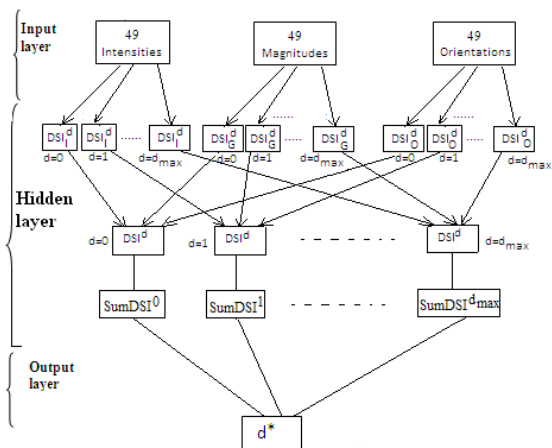 Input
layer
49
Intensities
49
Magnitudes
49
Orientations
DSI_I^d DSI_I^d ...... DSI_I^d DSI_G^d DSI_G^d ...... DSI_G^d DSI_O^d DSI_O^d ...... DSI_O^d
d=0 d=1 d=d_max d=0 d=1 d=d_max d=0 d=1 d=d_max
Hidden
layer
d=0 DSI^d d=1 DSI^d DSI^d d=d_max
SumDSI^0 SumDSI^1 SumDSI^d_max
Output
layer
d*